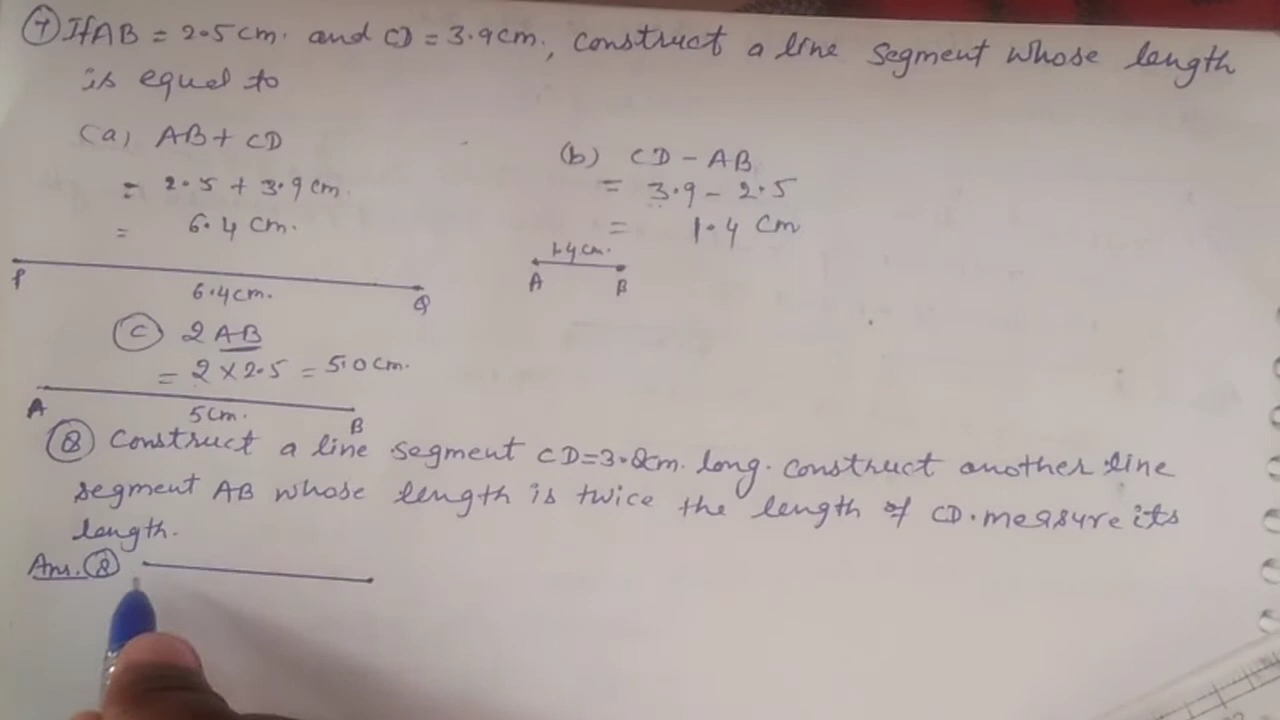 7 If AB = 2.5 cm. and CD = 3.9 cm., construct a line segment whose length
is equal to
(a) AB + CD
= 2.5 + 3.9 cm.
= 6.4 cm.
P Q
6.4 cm.
(b) CD - AB
= 3.9 - 2.5
= 1.4 cm
1.4 cm.
A B
C 2 AB
= 2 × 2.5 = 5.0 cm.
A B
5 cm.
8 Construct a line segment CD=3.8cm. long. construct another line
segment AB whose length is twice the length of CD. measure its
length.
Ans. 8